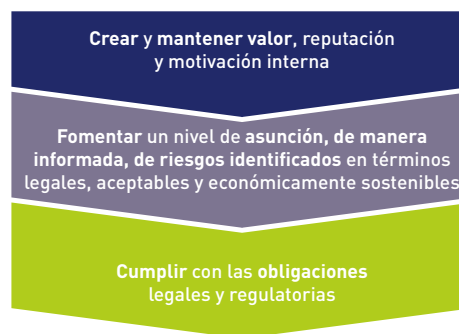 Crear y mantener valor, reputación
y motivación interna
Fomentar un nivel de asunción, de manera
informada, de riesgos identificados en términos
legales, aceptables y económicamente sostenibles
Cumplir con las obligaciones
legales y regulatorias